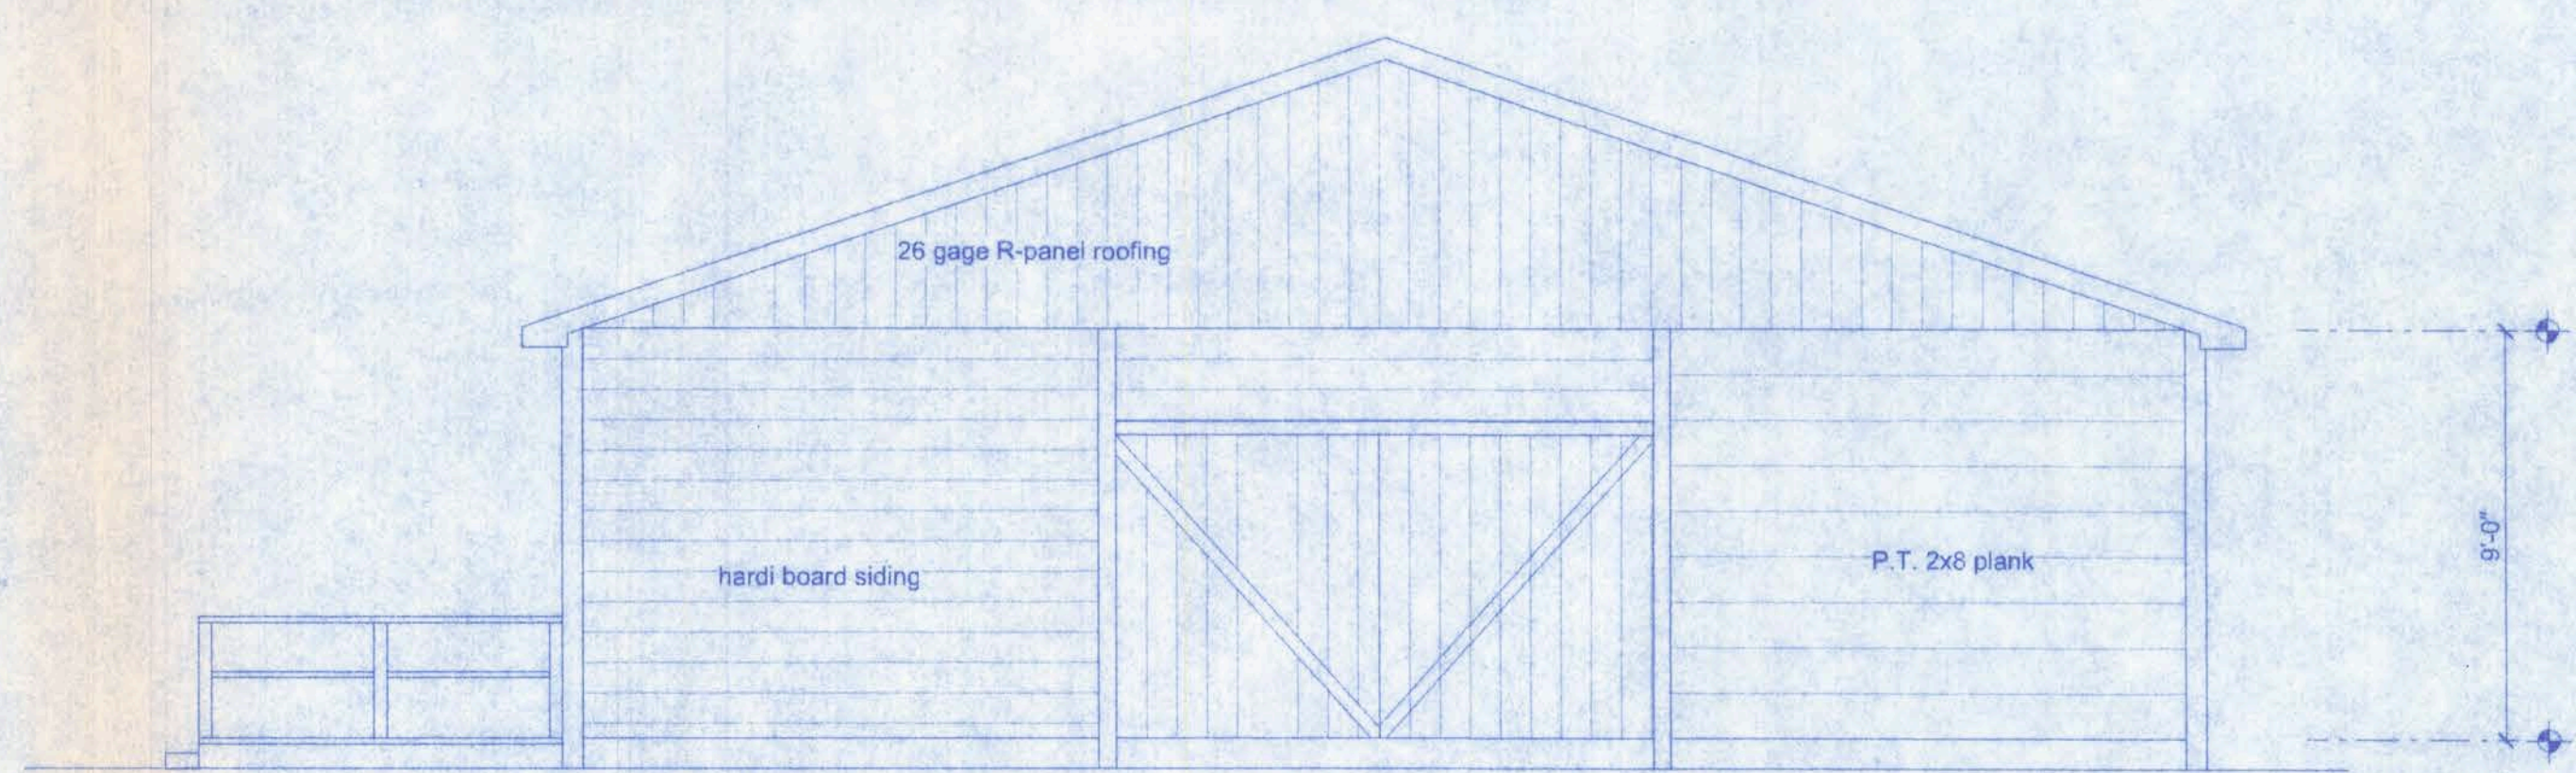 26 gage R-panel roofing
hardi board siding
P.T. 2x8 plank
9'-0"